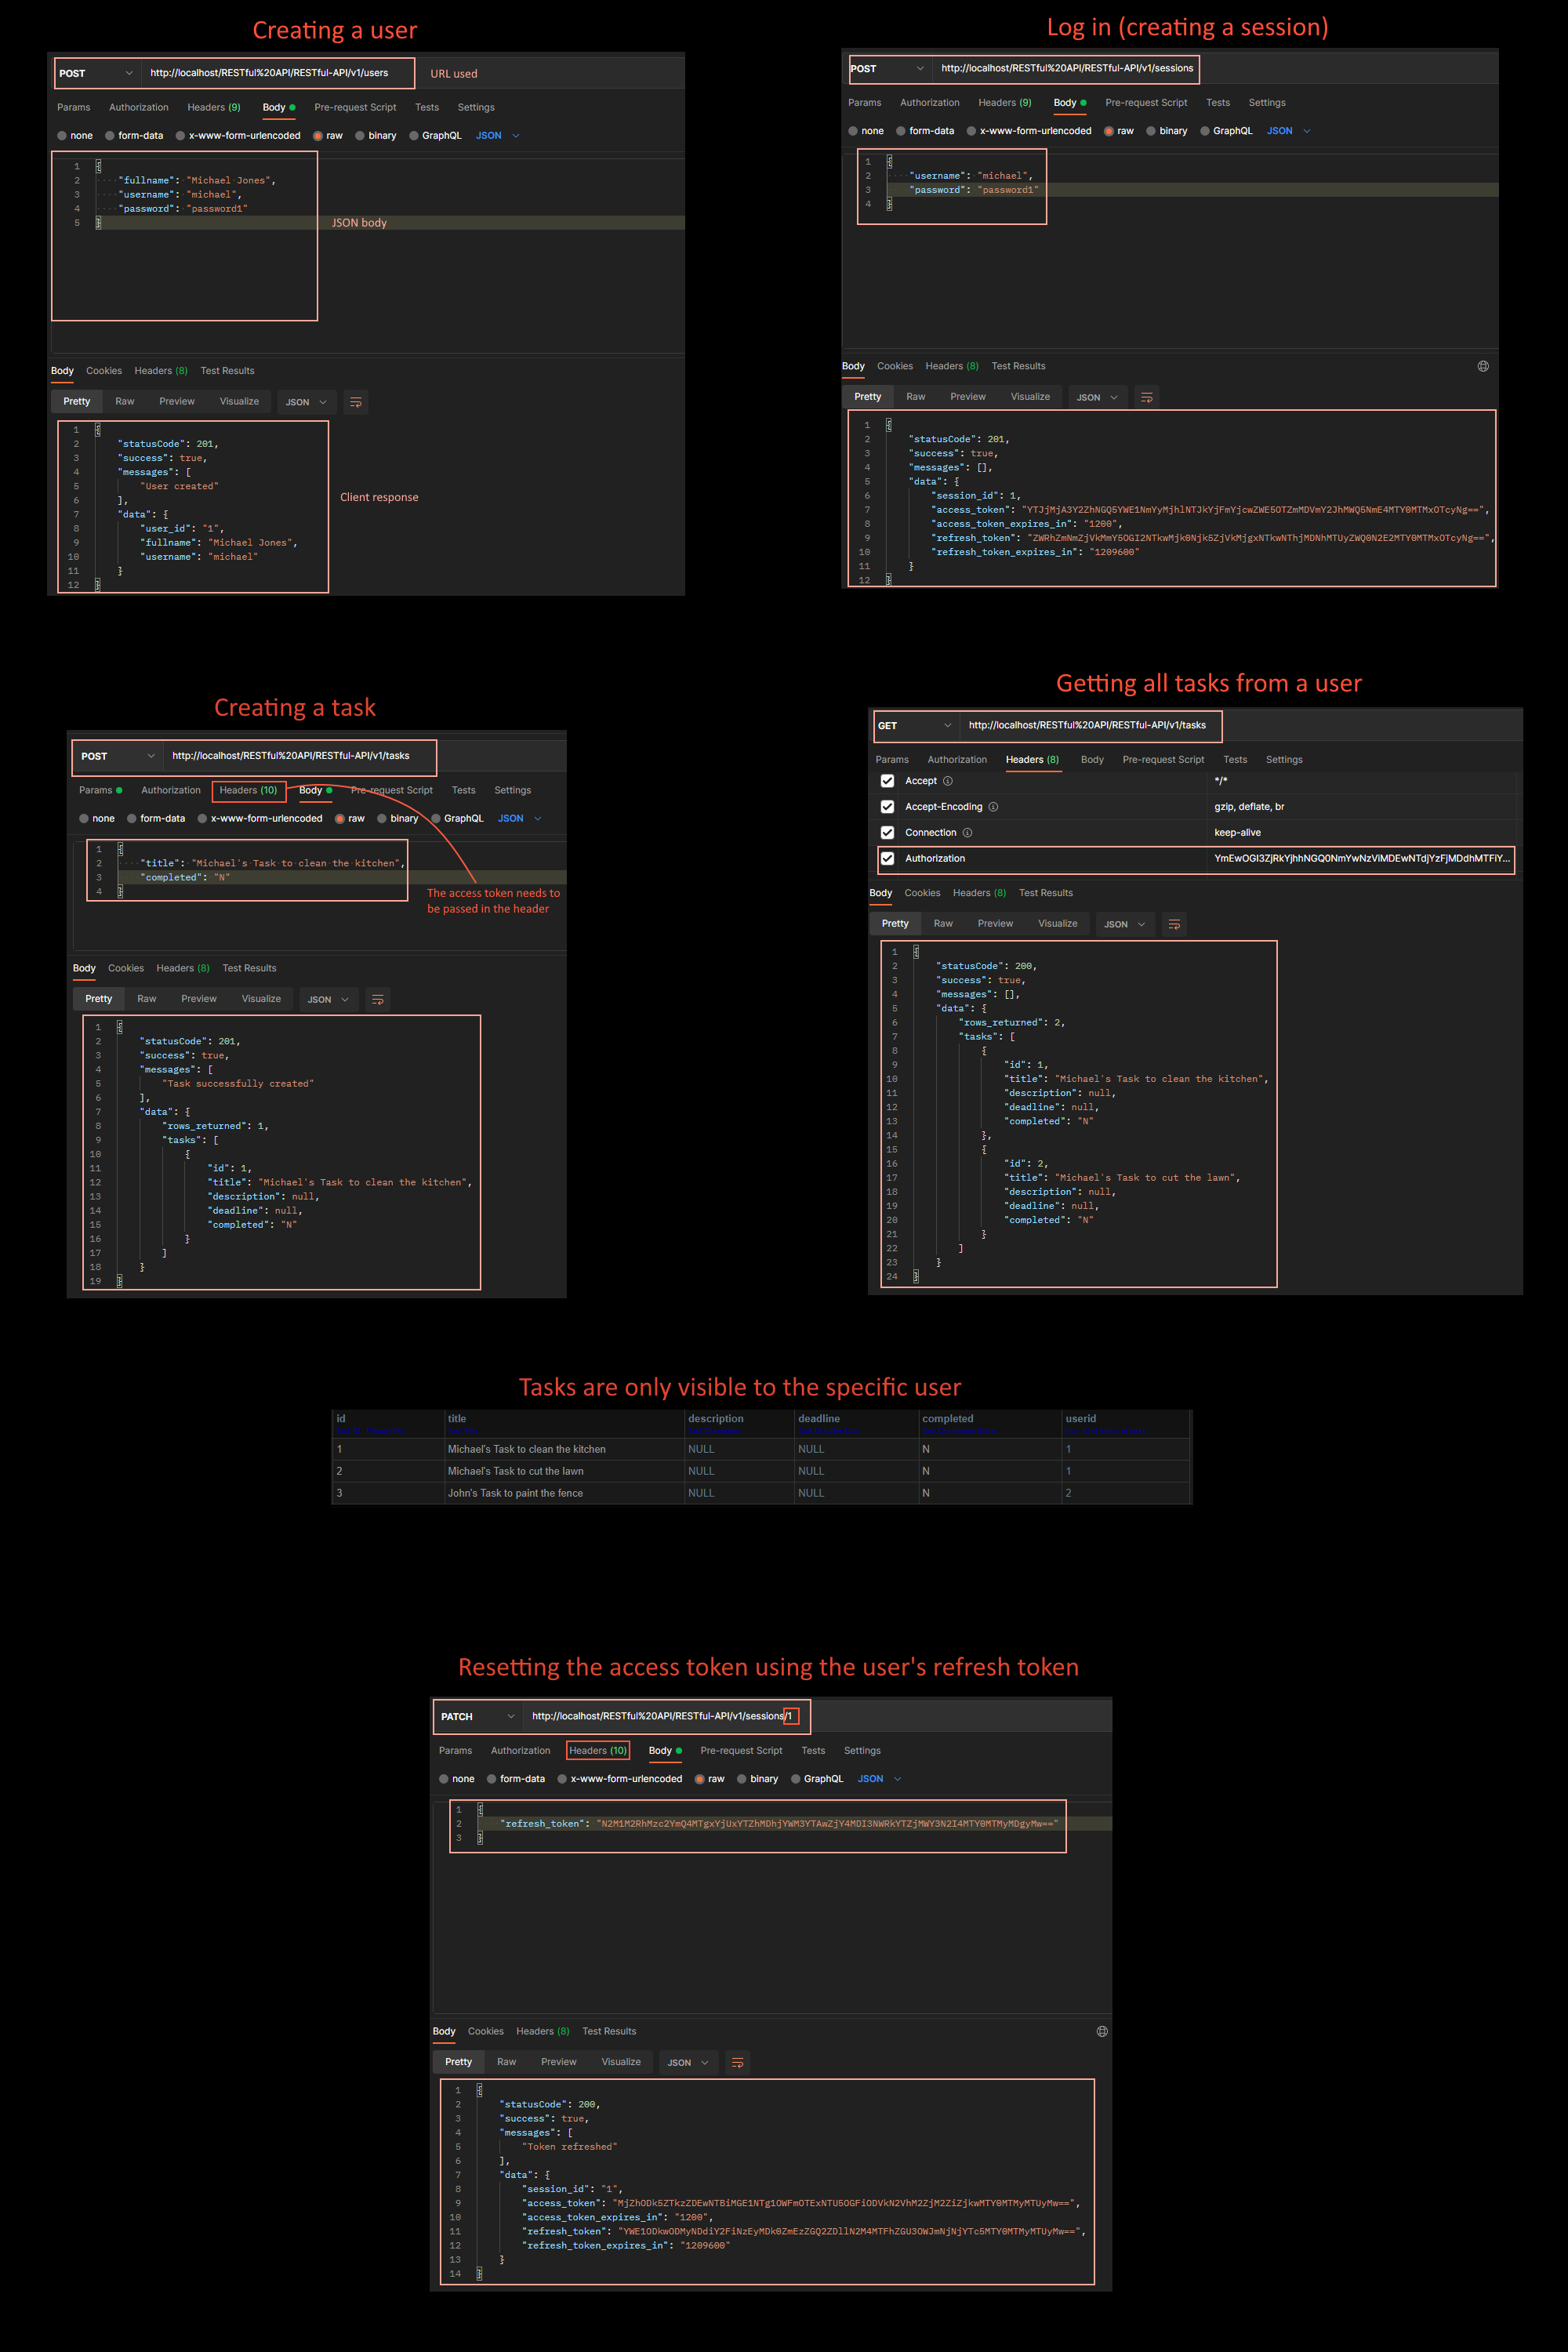 Creating a user
POST http://localhost/RESTful%20API/RESTful-API/v1/users URL used
Params Authorization Headers (9) Body Pre-request Script Tests Settings
none form-data x-www-form-urlencoded raw binary GraphQL JSON
1 {
2 "fullname": "Michael Jones",
3 "username": "michael",
4 "password": "password1"
5 }
JSON body
Body Cookies Headers (8) Test Results
Pretty Raw Preview Visualize JSON
1 {
2 "statusCode": 201,
3 "success": true,
4 "messages": [
5 "User created"
6 ],
7 "data": {
8 "user_id": "1",
9 "fullname": "Michael Jones",
10 "username": "michael"
11 }
12 }
Client response
Log in (creating a session)
POST http://localhost/RESTful%20API/RESTful-API/v1/sessions
Params Authorization Headers (9) Body Pre-request Script Tests Settings
none form-data x-www-form-urlencoded raw binary GraphQL JSON
1 {
2 "username": "michael",
3 "password": "password1"
4 }
Body Cookies Headers (8) Test Results
Pretty Raw Preview Visualize JSON
1 {
2 "statusCode": 201,
3 "success": true,
4 "messages": [],
5 "data": {
6 "session_id": 1,
7 "access_token":
8 "access_token_expires_in": "1200",
9 "refresh_token":
10 "refresh_token_expires_in": "1209600"
11 }
12 }
Creating a task
POST http://localhost/RESTful%20API/RESTful-API/v1/tasks
Params Authorization Headers (10) Body Pre-request Script Tests Settings
none form-data x-www-form-urlencoded raw binary GraphQL JSON
1 {
2 "title": "Michael's Task to clean the kitchen",
3 "completed": "N"
4 }
The access token needs to
be passed in the header
Body Cookies Headers (8) Test Results
Pretty Raw Preview Visualize JSON
1 {
2 "statusCode": 201,
3 "success": true,
4 "messages": [
5 "Task successfully created"
6 ],
7 "data": {
8 "rows_returned": 1,
9 "tasks": [
10 {
11 "id": 1,
12 "title": "Michael's Task to clean the kitchen",
13 "description": null,
14 "deadline": null,
15 "completed": "N"
16 }
17 ]
18 }
19 }
Getting all tasks from a user
GET http://localhost/RESTful%20API/RESTful-API/v1/tasks
Params Authorization Headers (8) Body Pre-request Script Tests Settings
Accept */*
Accept-Encoding gzip, deflate, br
Connection keep-alive
Authorization
Body Cookies Headers (8) Test Results
Pretty Raw Preview Visualize JSON
1 {
2 "statusCode": 200,
3 "success": true,
4 "messages": [],
5 "data": {
6 "rows_returned": 2,
7 "tasks": [
8 {
9 "id": 1,
10 "title": "Michael's Task to clean the kitchen",
11 "description": null,
12 "deadline": null,
13 "completed": "N"
14 },
15 {
16 "id": 2,
17 "title": "Michael's Task to cut the lawn",
18 "description": null,
19 "deadline": null,
20 "completed": "N"
21 }
22 ]
23 }
24 }
Tasks are only visible to the specific user
id title description deadline completed userid
1 Michael's Task to clean the kitchen NULL NULL N 1
2 Michael's Task to cut the lawn NULL NULL N 1
3 John's Task to paint the fence NULL NULL N 2
Resetting the access token using the user's refresh token
PATCH http://localhost/RESTful%20API/RESTful-API/v1/sessions/1
Params Authorization Headers (10) Body Pre-request Script Tests Settings
none form-data x-www-form-urlencoded raw binary GraphQL JSON
1 {
2 "refresh_token":
3 }
Body Cookies Headers (8) Test Results
Pretty Raw Preview Visualize JSON
1 {
2 "statusCode": 200,
3 "success": true,
4 "messages": [
5 "Token refreshed"
6 ],
7 "data": {
8 "session_id": "1",
9 "access_token":
10 "access_token_expires_in": "1200",
11 "refresh_token":
12 "refresh_token_expires_in": "1209600"
13 }
14 }